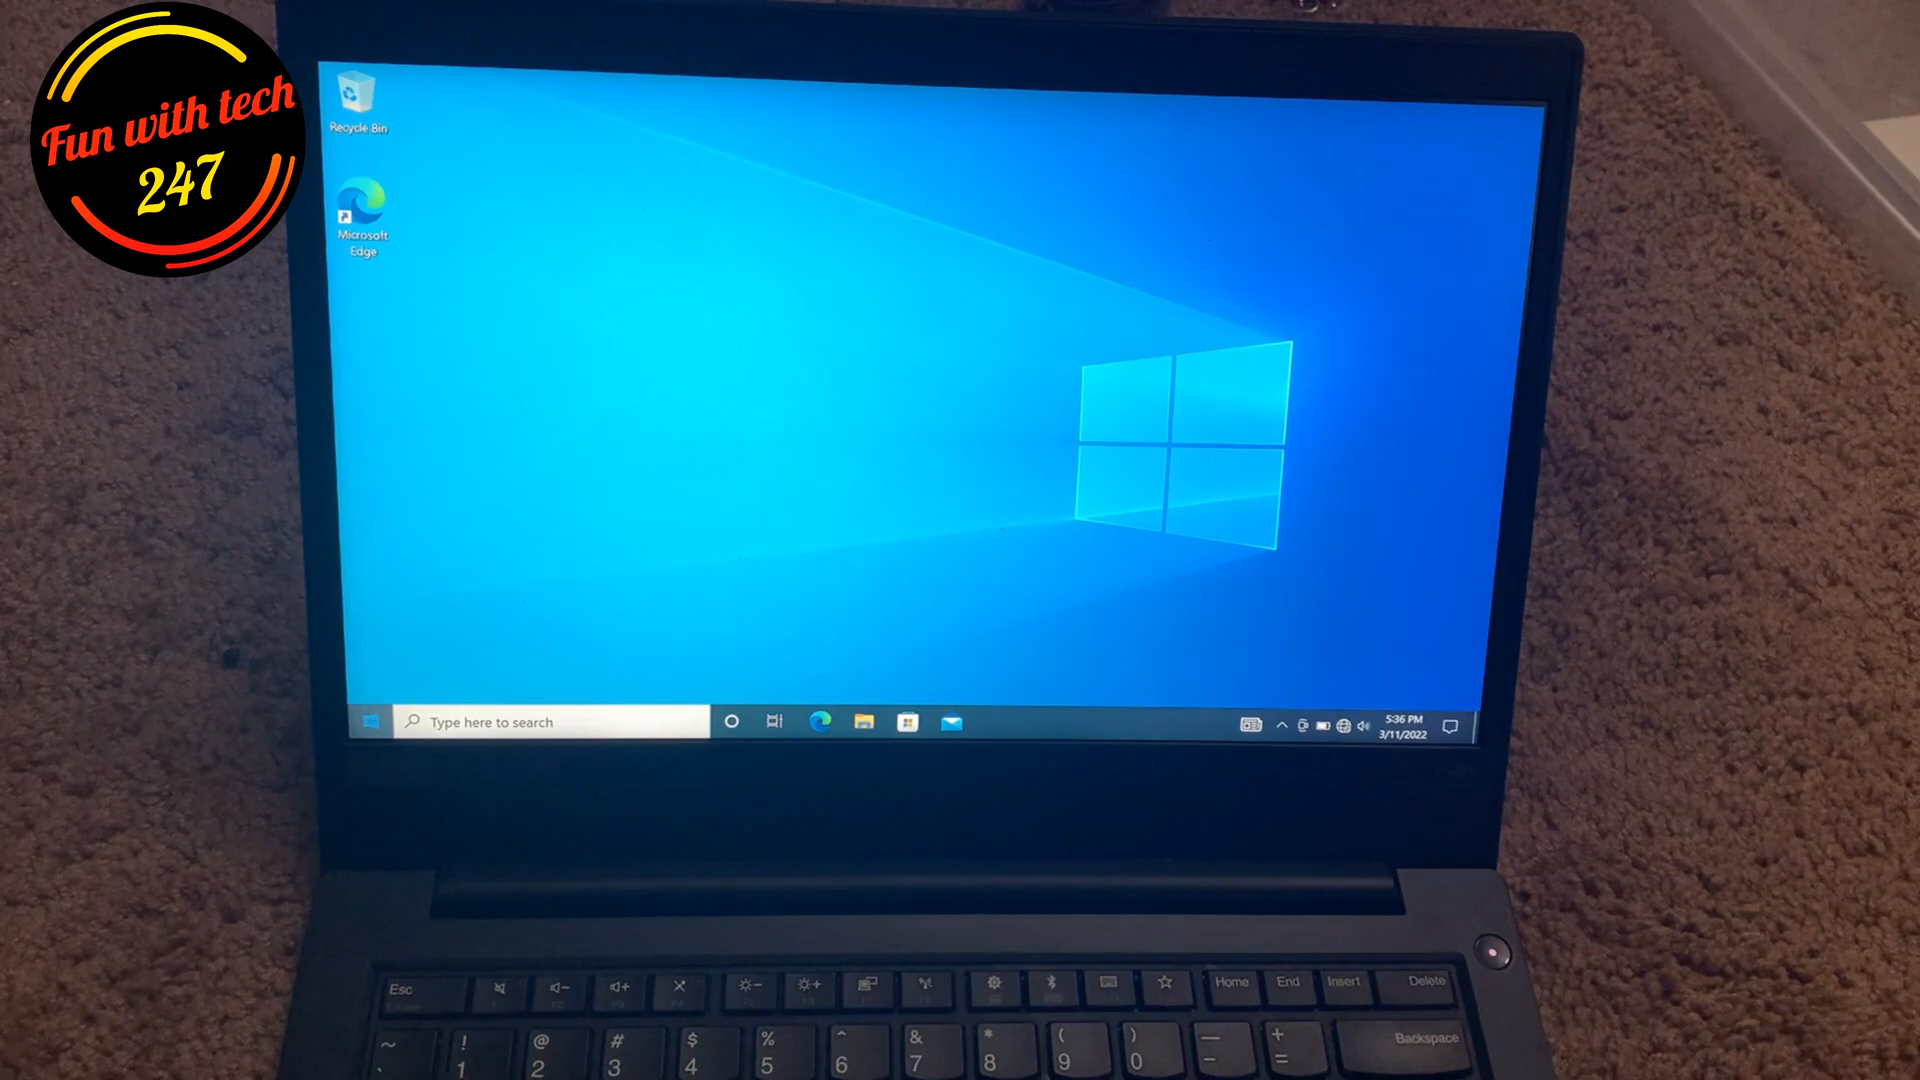 Fun with tech
247
Recycle Bin
Microsoft
Edge
Type here to search
5:36 PM
3/11/2022
Esc
Home
End
Insert
Delete
~
!
@
#
$
%
^
&
*
(
)
—
+
Backspace
`
1
2
3
4
5
6
7
8
9
0
-
=